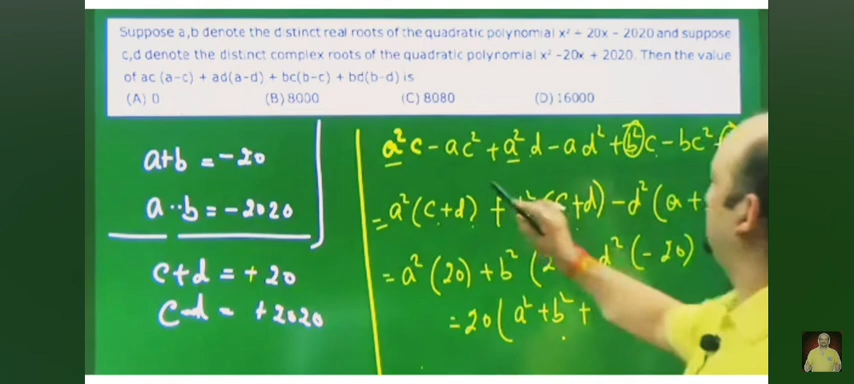 Suppose a,b denote the distinct real roots of the quadratic polynomial x² + 20x − 2020 and suppose
c,d denote the distinct complex roots of the quadratic polynomial x² −20x + 2020. Then the value
of ac (a−c) + ad(a−d) + bc(b−c) + bd(b−d) is
(A) 0 (B) 8000 (C) 8080 (D) 16000
a+b = −20
a··b = −2020
c+d = + 20
c−d = + 2020
a²c − ac² + a²d − ad² + b²c − bc²
= a²(c+d) + (c+d) − d²(a+
= a²(20) + b²(2 d²(−20)
= 20(a² + b² +